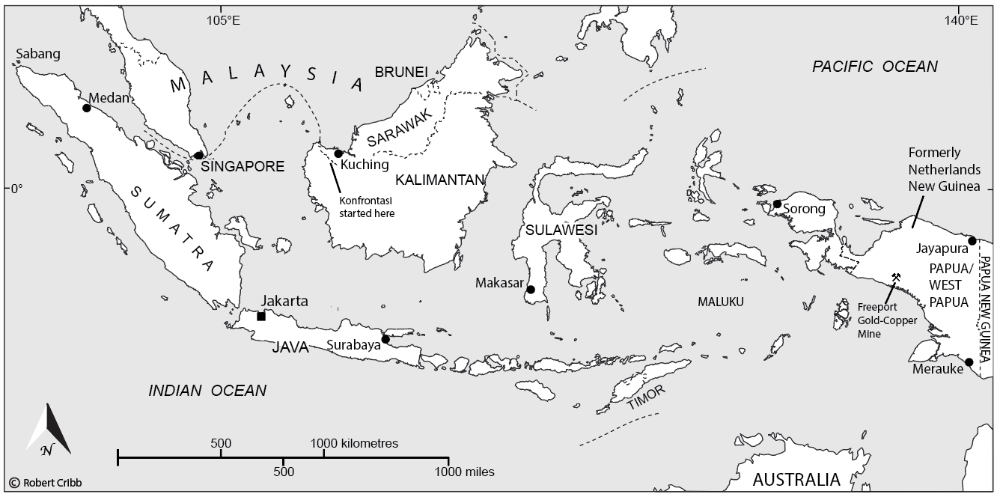 105°E
140°E
Sabang
PACIFIC OCEAN
MALAYSIA
BRUNEI
Medan
SARAWAK
Formerly
Netherlands
New Guinea
SINGAPORE
Kuching
KALIMANTAN
0°
Konfrontasi
started here
Sorong
SUMATRA
SULAWESI
Jayapura
PAPUA/
WEST
PAPUA
PAPUA NEW GUINEA
Makasar
MALUKU
Freeport
Gold-Copper
Mine
Jakarta
JAVA
Surabaya
Merauke
INDIAN OCEAN
TIMOR
N
500
1000 kilometres
500
1000 miles
AUSTRALIA
© Robert Cribb